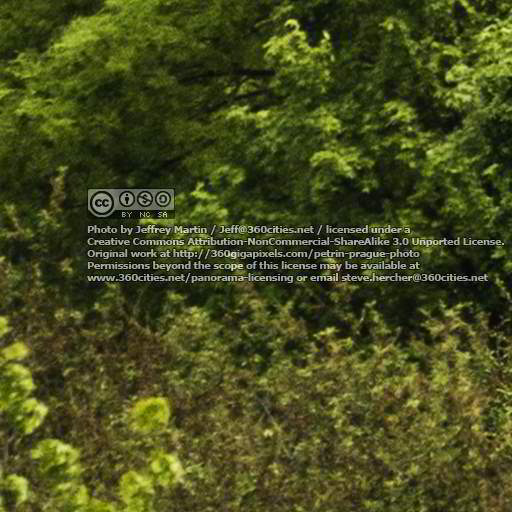 cc
BY NC SA
Photo by Jeffrey Martin / Jeff@360cities.net / licensed under a
Creative Commons Attribution-NonCommercial-ShareAlike 3.0 Unported License.
Original work at http://360gigapixels.com/petrin-prague-photo
Permissions beyond the scope of this license may be available at
www.360cities.net/panorama-licensing or email steve.hercher@360cities.net